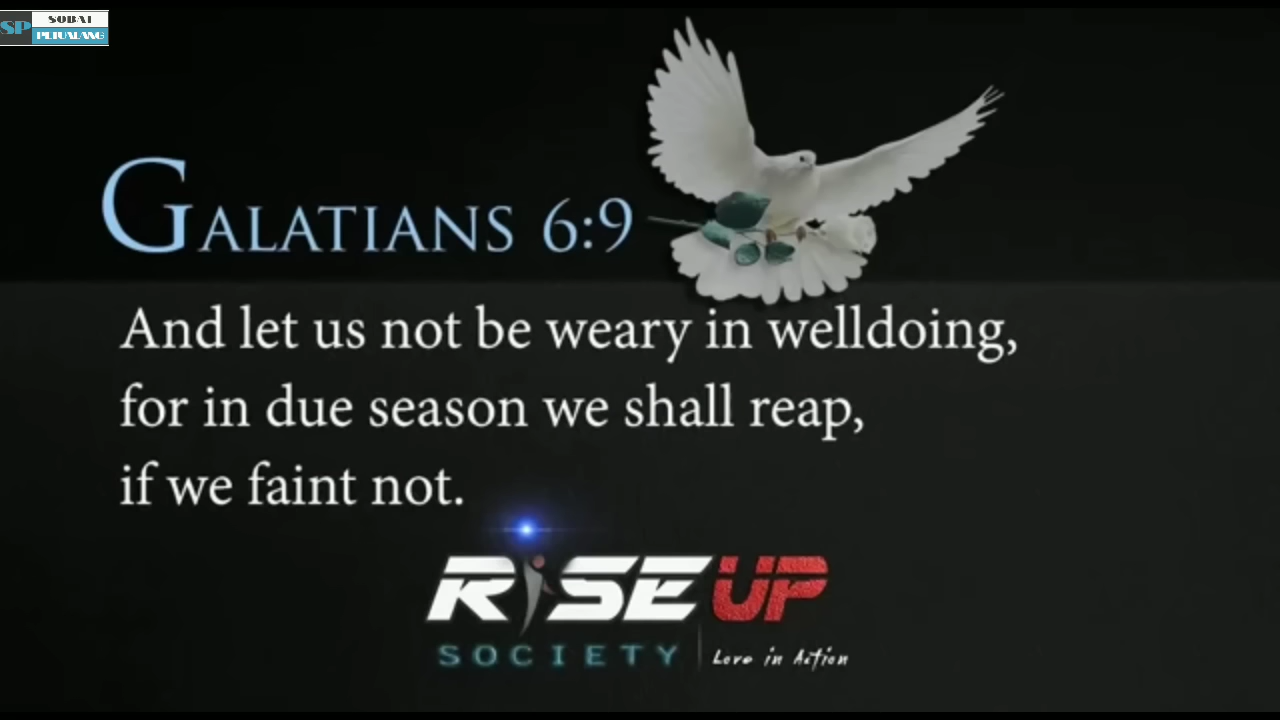 SP
SOBAT
PETUALANG
GALATIANS 6:9
And let us not be weary in welldoing,
for in due season we shall reap,
if we faint not.
RISE UP
SOCIETY
Love in Action